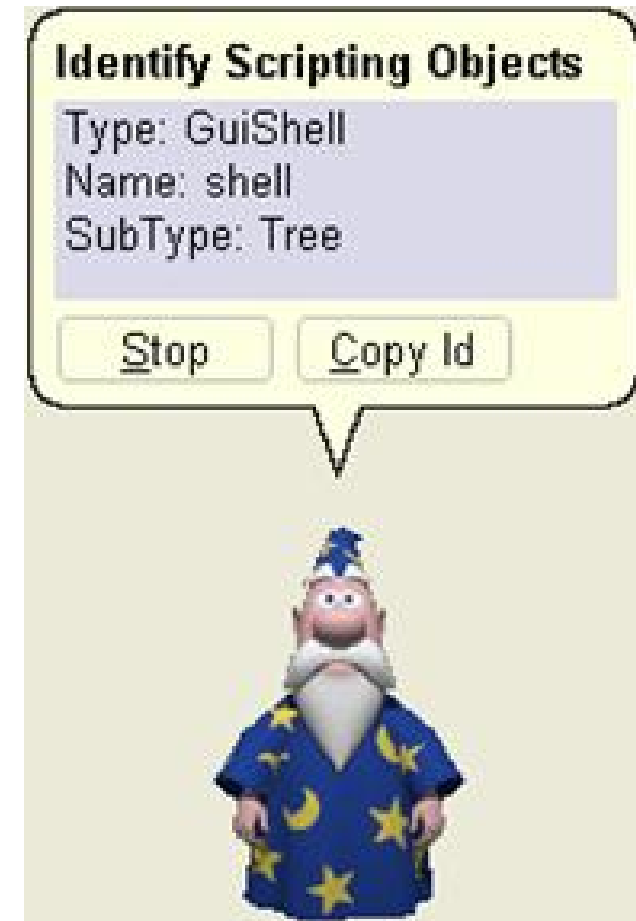 Identify Scripting Objects
Type: GuiShell
Name: shell
SubType: Tree
Stop
Copy Id